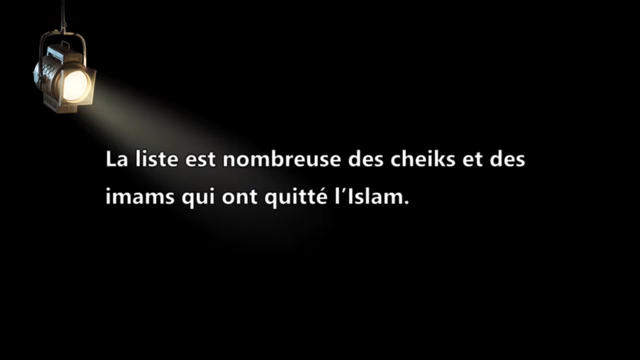 La liste est nombreuse des cheiks et des
imams qui ont quitté l'Islam.